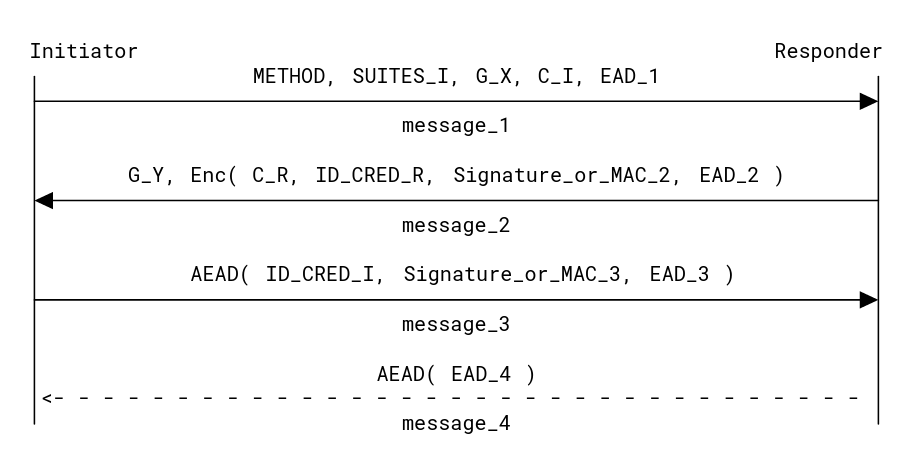 Initiator Responder
METHOD, SUITES_I, G_X, C_I, EAD_1
message_1
G_Y, Enc( C_R, ID_CRED_R, Signature_or_MAC_2, EAD_2 )
message_2
AEAD( ID_CRED_I, Signature_or_MAC_3, EAD_3 )
message_3
AEAD( EAD_4 )
message_4